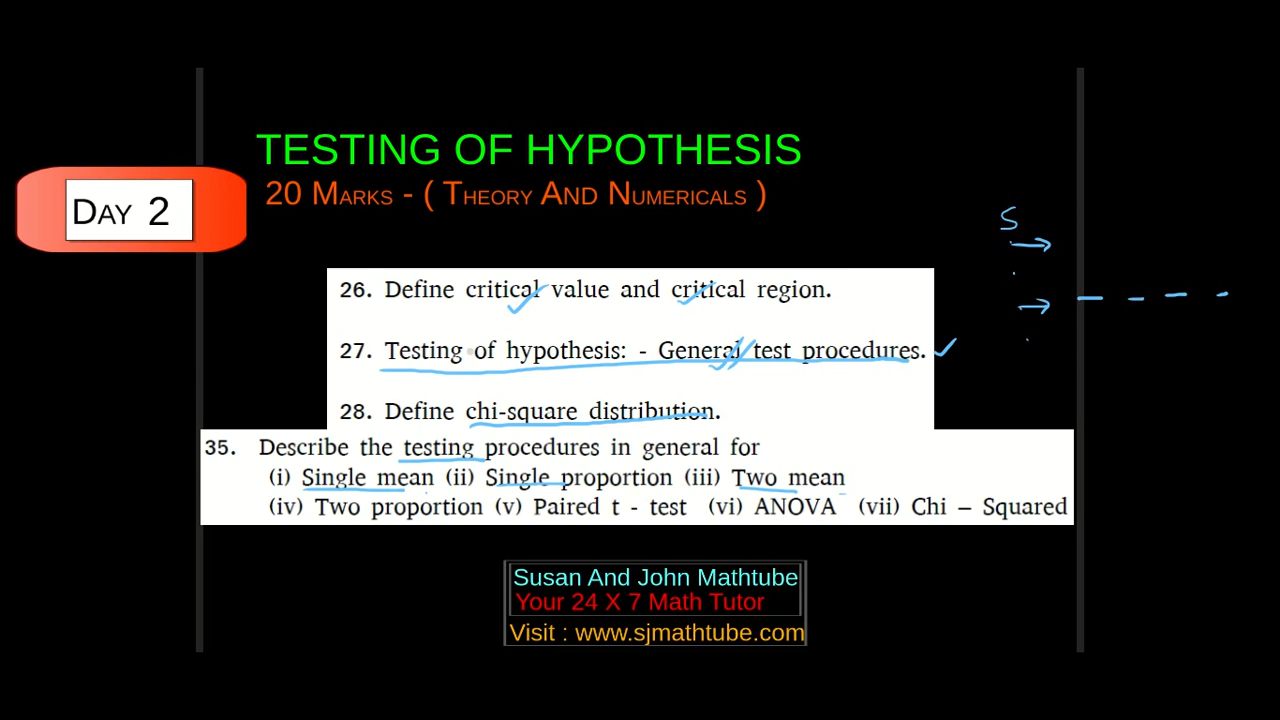 TESTING OF HYPOTHESIS
20 MARKS - ( THEORY AND NUMERICALS )
DAY 2
S
26. Define critical value and critical region.
27. Testing of hypothesis: - General test procedures.
28. Define chi-square distribution.
35. Describe the testing procedures in general for
(i) Single mean (ii) Single proportion (iii) Two mean
(iv) Two proportion (v) Paired t - test (vi) ANOVA (vii) Chi – Squared
Susan And John Mathtube
Your 24 X 7 Math Tutor
Visit : www.sjmathtube.com